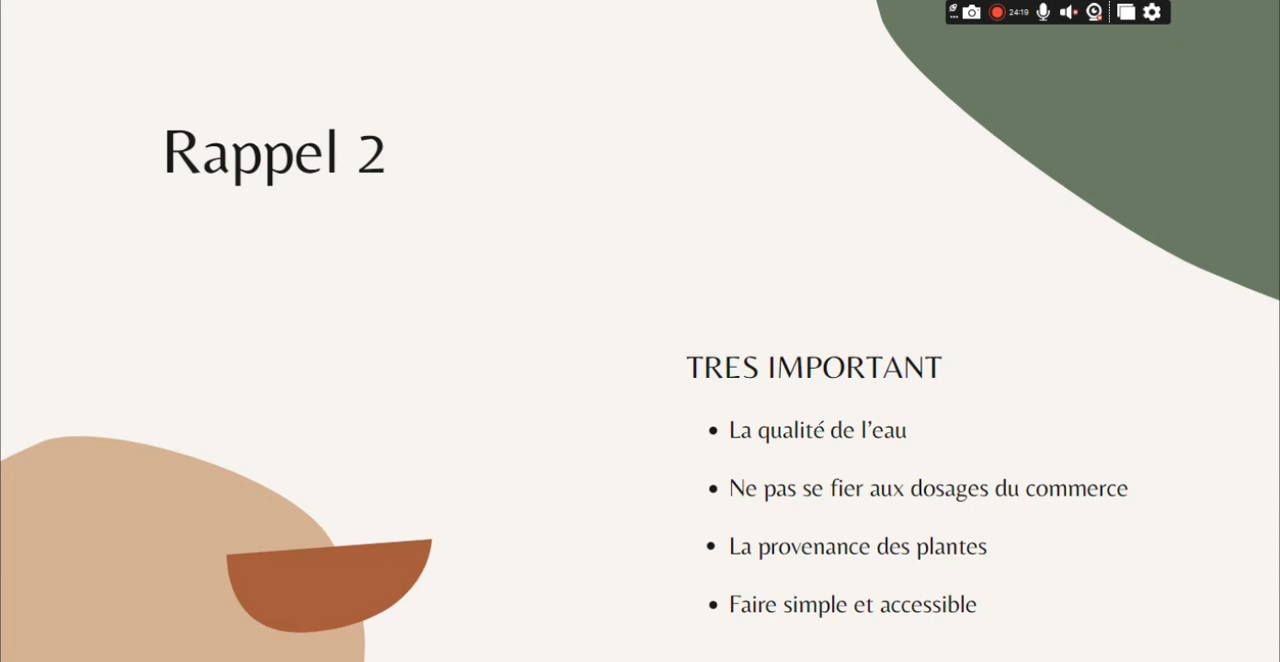 24:19
Rappel 2
TRES IMPORTANT
• La qualité de l’eau
• Ne pas se fier aux dosages du commerce
• La provenance des plantes
• Faire simple et accessible